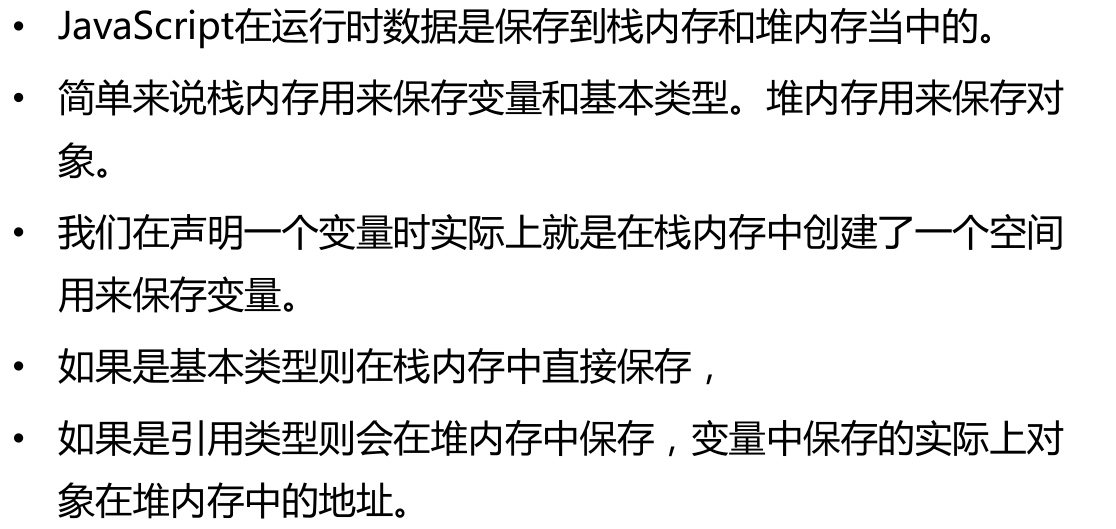 • JavaScript在运行时数据是保存到栈内存和堆内存当中的。
• 简单来说栈内存用来保存变量和基本类型。堆内存用来保存对
象。
• 我们在声明一个变量时实际上就是在栈内存中创建了一个空间
用来保存变量。
• 如果是基本类型则在栈内存中直接保存，
• 如果是引用类型则会在堆内存中保存，变量中保存的实际上对
象在堆内存中的地址。